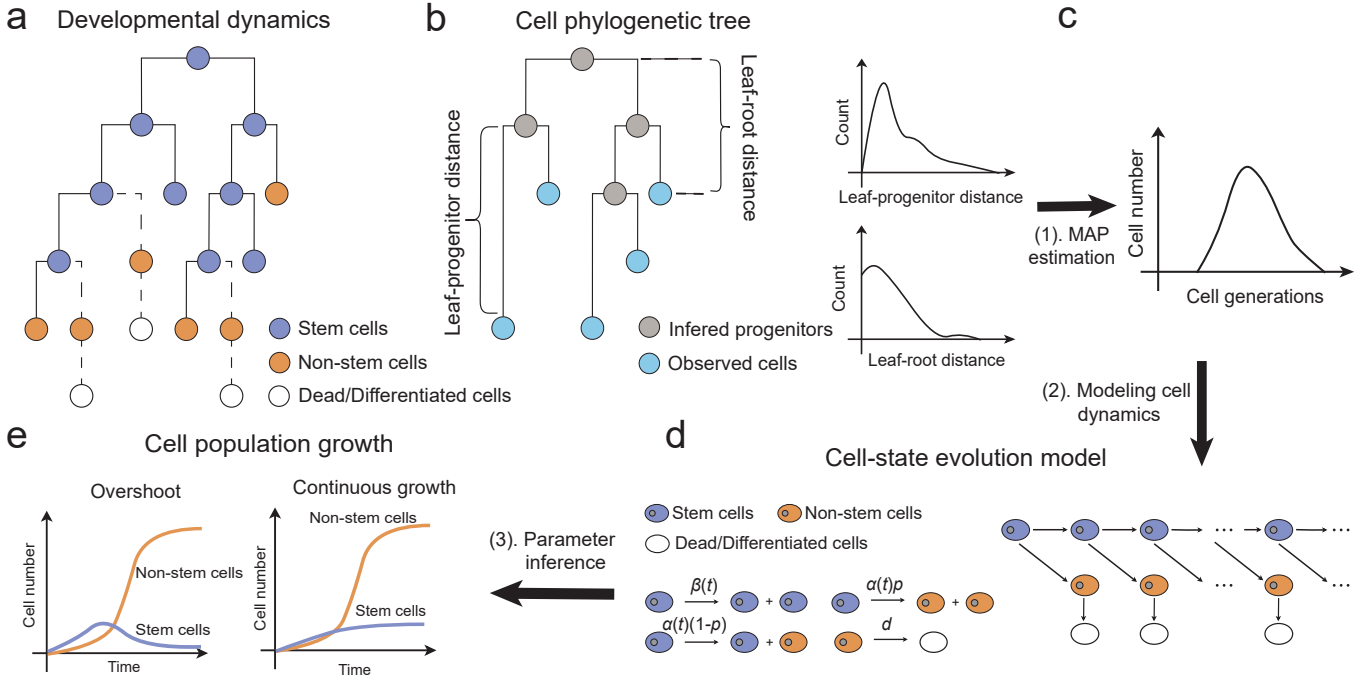 a
Developmental dynamics
Stem cells
Non-stem cells
Dead/Differentiated cells
b
Cell phylogenetic tree
Leaf-progenitor distance
Leaf-root distance
Infered progenitors
Observed cells
Count
Leaf-progenitor distance
Count
Leaf-root distance
(1). MAP
estimation
c
Cell number
Cell generations
(2). Modeling cell
dynamics
d
Cell-state evolution model
Stem cells
Non-stem cells
Dead/Differentiated cells
β(t)
+
α(t)p
+
α(t)(1-p)
+
d
...
...
...
...
(3). Parameter
inference
e
Cell population growth
Overshoot
Cell number
Non-stem cells
Stem cells
Time
Continuous growth
Cell number
Non-stem cells
Stem cells
Time